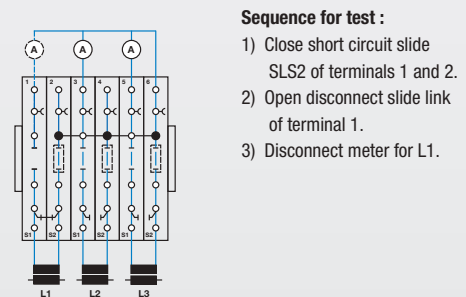 Sequence for test :
1) Close short circuit slide
SLS2 of terminals 1 and 2.
2) Open disconnect slide link
of terminal 1.
3) Disconnect meter for L1.
A A A
1 2 3 4 5 6
S1 S2 S1 S2 S1 S2
L1 L2 L3